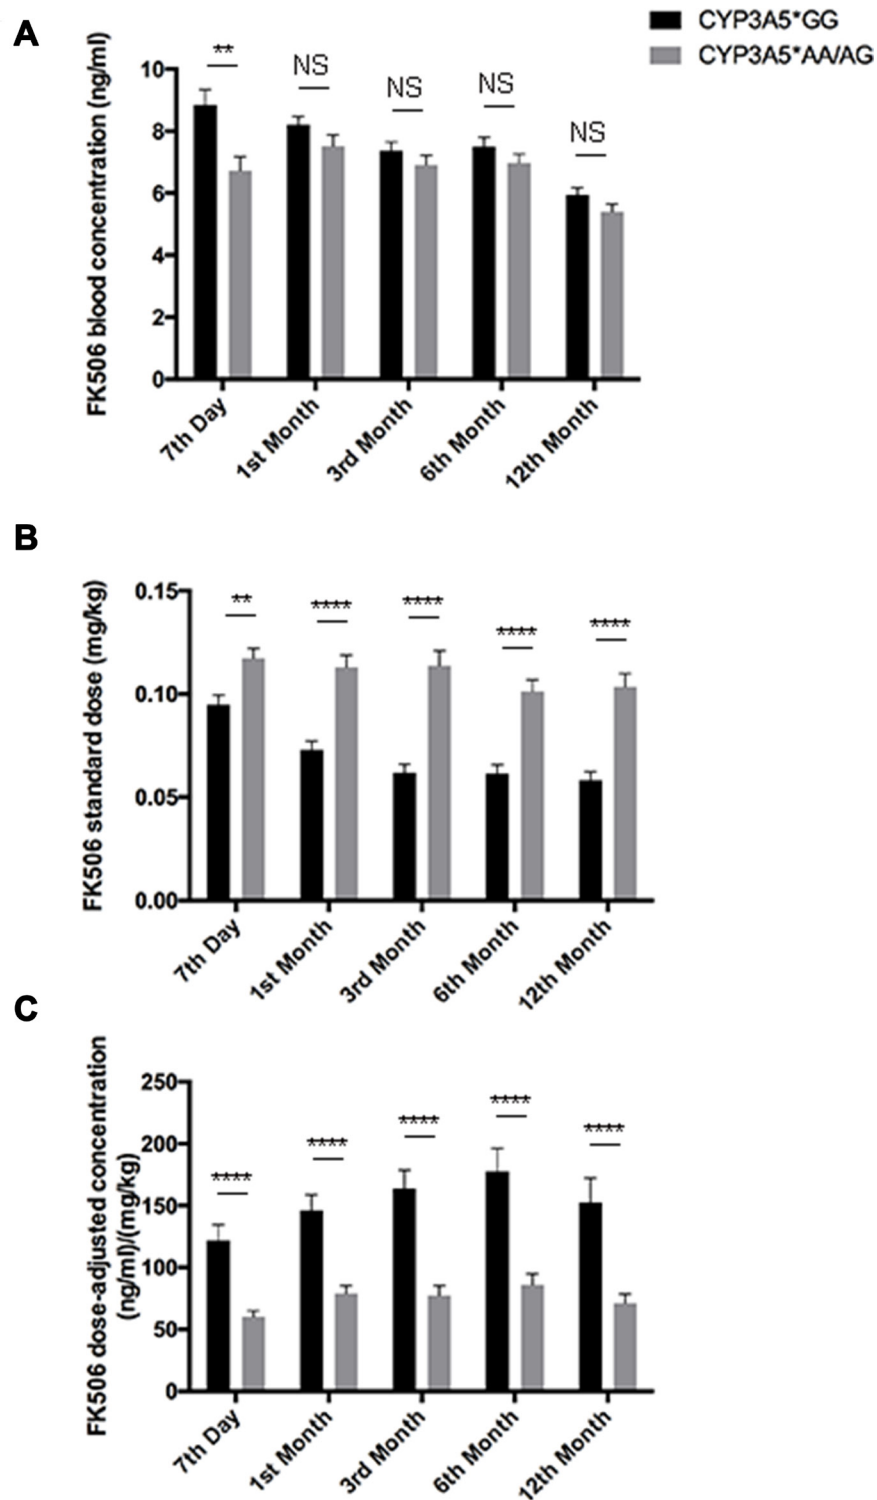 A
CYP3A5*GG
CYP3A5*AA/AG
FK506 blood concentration (ng/ml)
10
8
6
4
2
0
**
NS
NS
NS
NS
7th Day
1st Month
3rd Month
6th Month
12th Month
B
FK506 standard dose (mg/kg)
0.15
0.10
0.05
0.00
**
****
****
****
****
7th Day
1st Month
3rd Month
6th Month
12th Month
C
FK506 dose-adjusted concentration
(ng/ml)/(mg/kg)
250
200
150
100
50
0
****
****
****
****
****
7th Day
1st Month
3rd Month
6th Month
12th Month